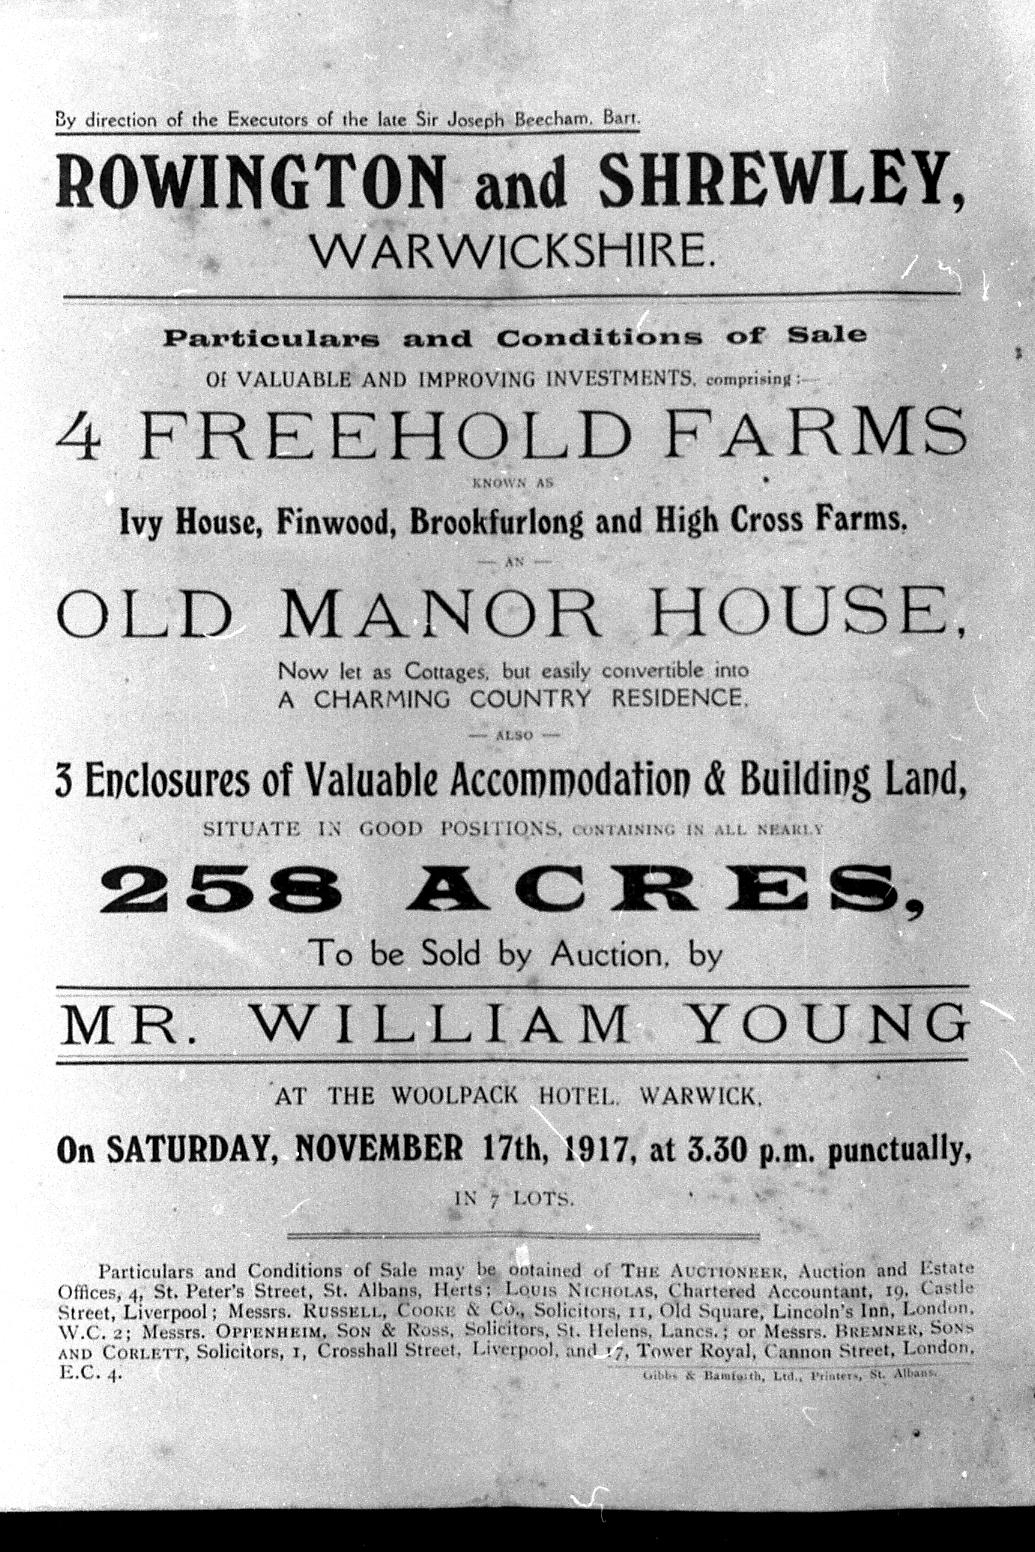 By direction of the Executors of the late Sir Joseph Beecham, Bart.
ROWINGTON and SHREWLEY,
WARWICKSHIRE.
Particulars and Conditions of Sale
Of VALUABLE AND IMPROVING INVESTMENTS, comprising:—
4 FREEHOLD FARMS
KNOWN AS
Ivy House, Finwood, Brookfurlong and High Cross Farms,
— AN —
OLD MANOR HOUSE,
Now let as Cottages, but easily convertible into
A CHARMING COUNTRY RESIDENCE.
— ALSO —
3 Enclosures of Valuable Accommodation & Building Land,
SITUATE IN GOOD POSITIONS, CONTAINING IN ALL NEARLY
258 ACRES,
To be Sold by Auction, by
MR. WILLIAM YOUNG
AT THE WOOLPACK HOTEL, WARWICK,
On SATURDAY, NOVEMBER 17th, 1917, at 3.30 p.m. punctually,
IN 7 LOTS.
Particulars and Conditions of Sale may be obtained of THE AUCTIONEER, Auction and Estate
Offices, 4, St. Peter's Street, St. Albans, Herts; LOUIS NICHOLAS, Chartered Accountant, 19, Castle
Street, Liverpool; Messrs. RUSSELL, COOKE & CO., Solicitors, 11, Old Square, Lincoln's Inn, London,
W.C. 2; Messrs. OPPENHEIM, SON & ROSS, Solicitors, St. Helens, Lancs.; or Messrs. BREMNER, SONS
AND CORLETT, Solicitors, 1, Crosshall Street, Liverpool, and 17, Tower Royal, Cannon Street, London,
E.C. 4.
Gibbs & Bamforth, Ltd., Printers, St. Albans.